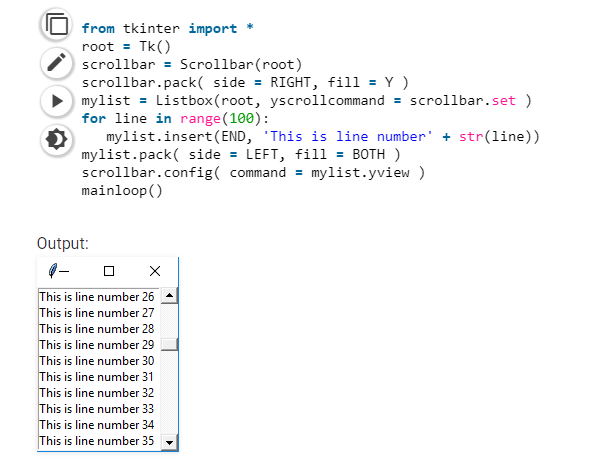 from tkinter import *
root = Tk()
scrollbar = Scrollbar(root)
scrollbar.pack( side = RIGHT, fill = Y )
mylist = Listbox(root, yscrollcommand = scrollbar.set )
for line in range(100):
   mylist.insert(END, 'This is line number' + str(line))
mylist.pack( side = LEFT, fill = BOTH )
scrollbar.config( command = mylist.yview )
mainloop()
Output:
This is line number 26
This is line number 27
This is line number 28
This is line number 29
This is line number 30
This is line number 31
This is line number 32
This is line number 33
This is line number 34
This is line number 35